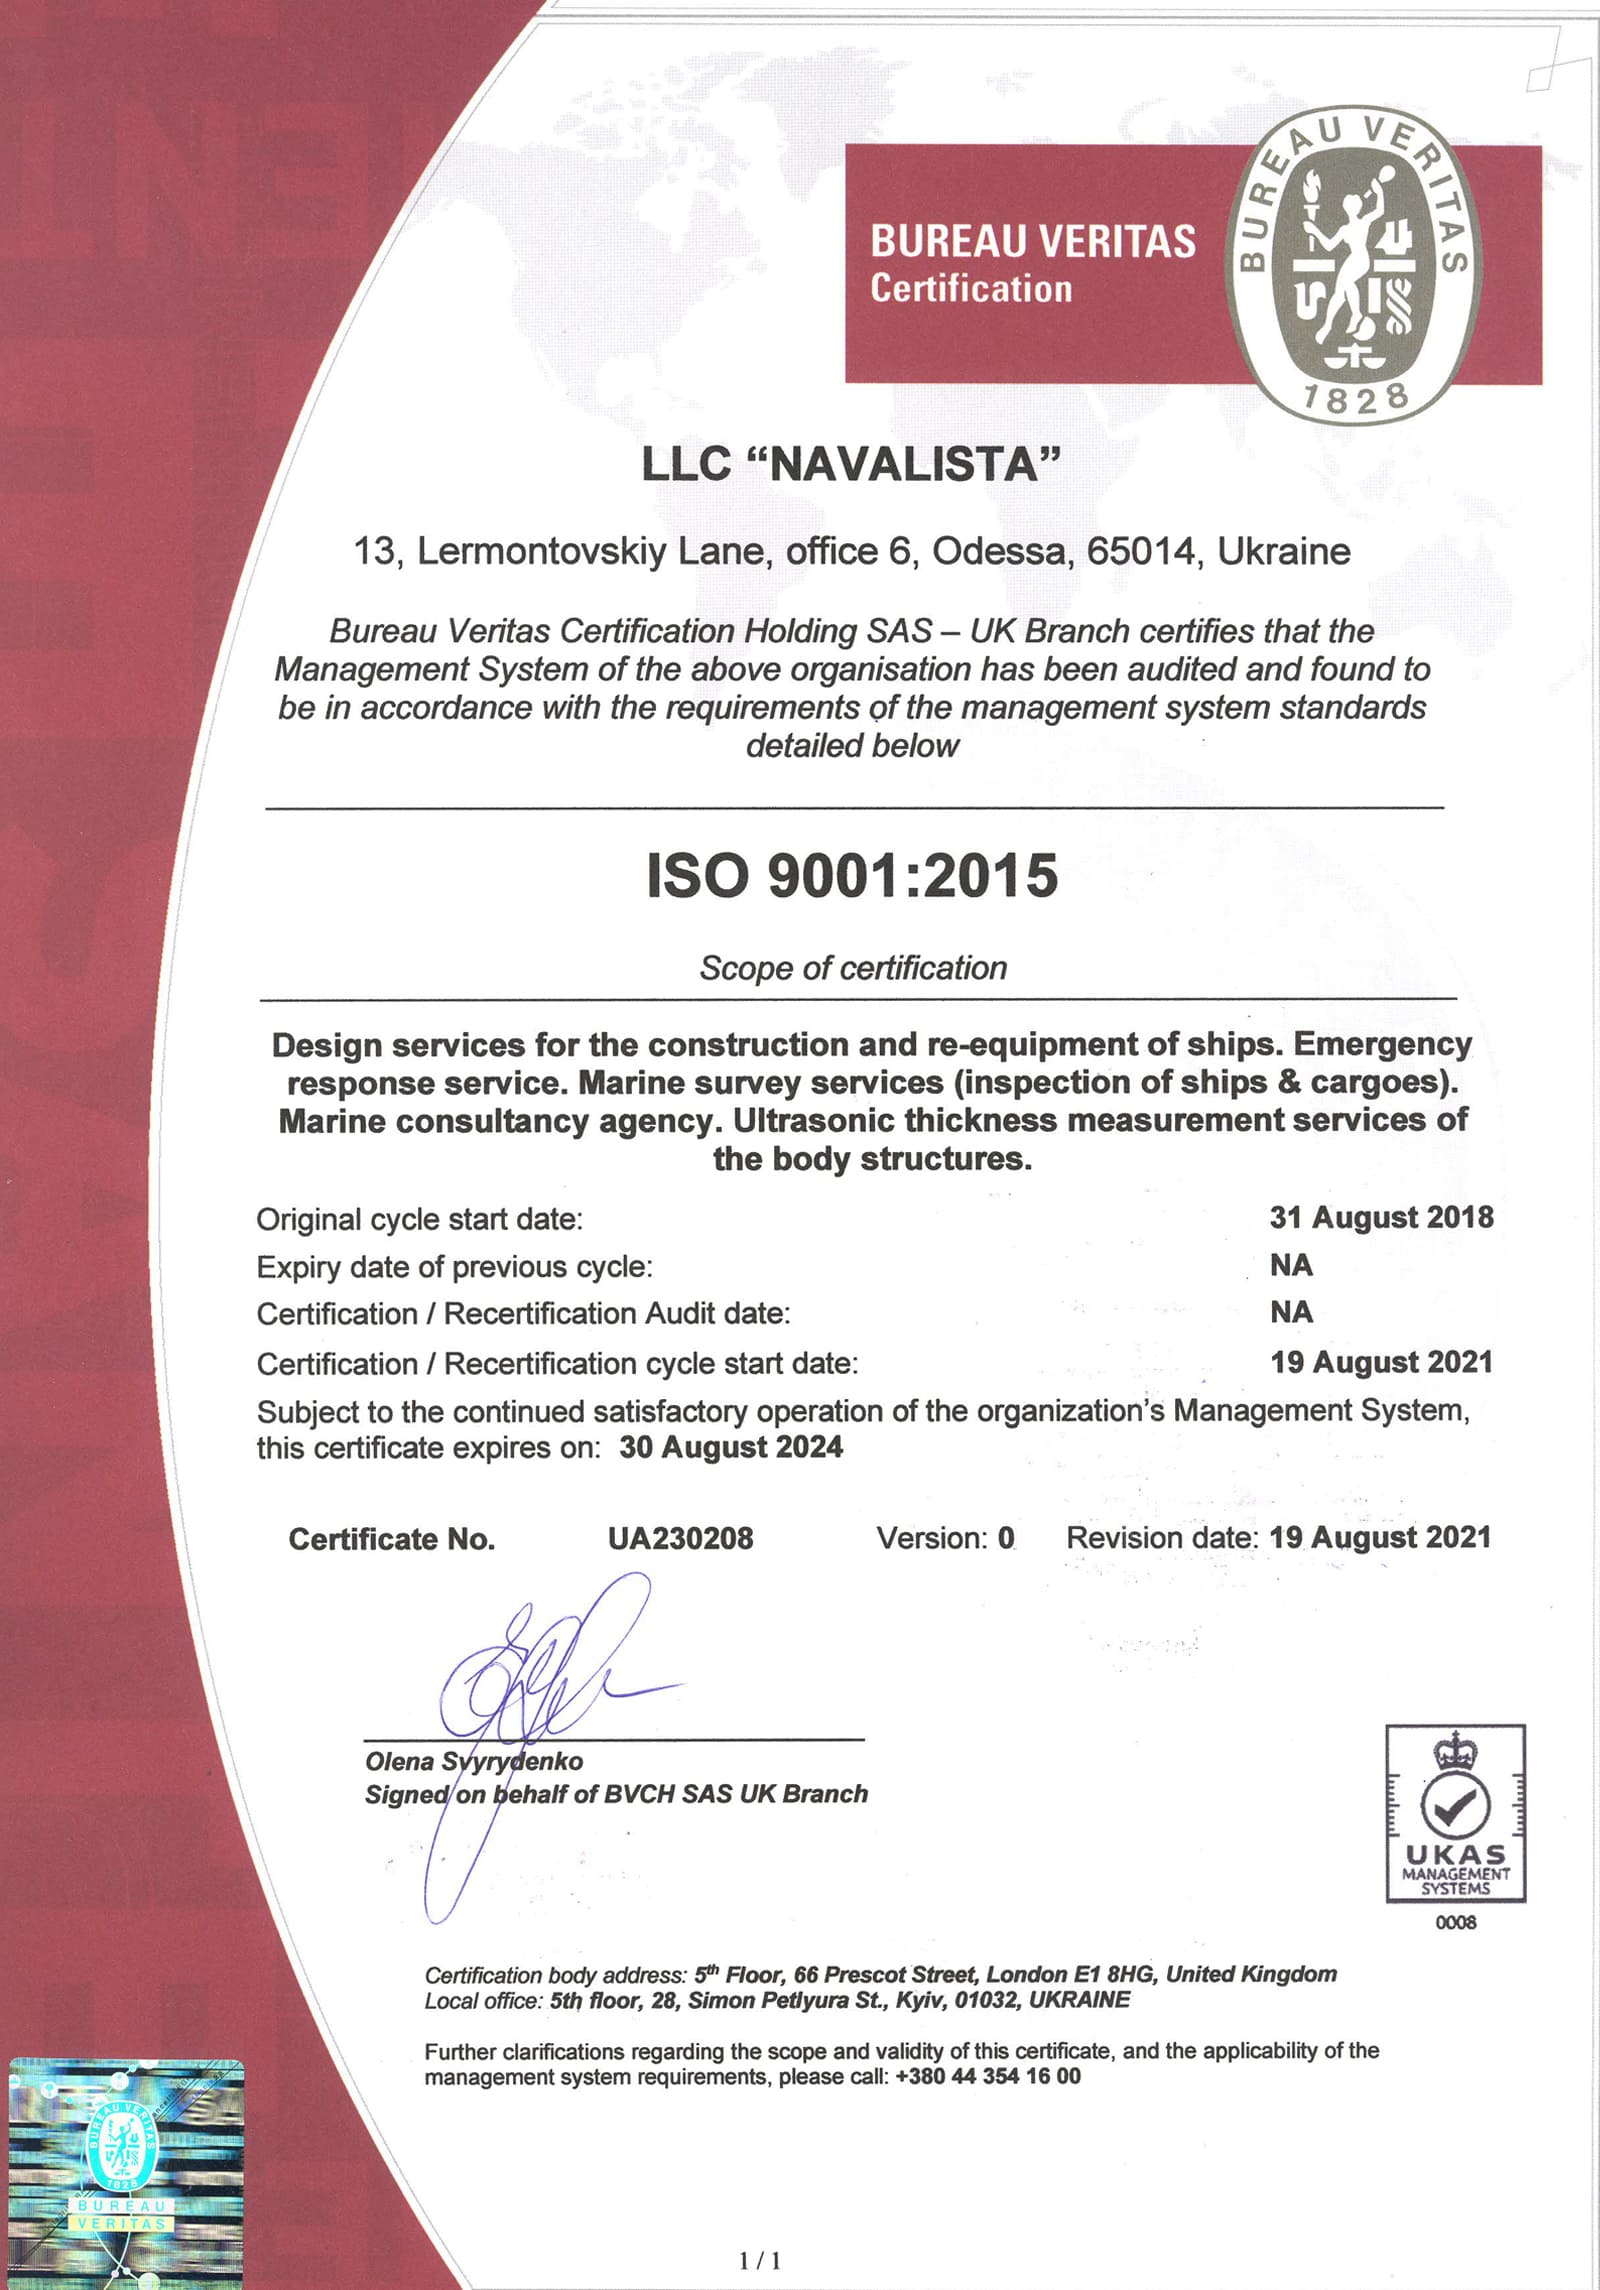 BUREAU VERITAS
Certification
BUREAU VERITAS
1828
LLC “NAVALISTA”
13, Lermontovskiy Lane, office 6, Odessa, 65014, Ukraine
Bureau Veritas Certification Holding SAS – UK Branch certifies that the
Management System of the above organisation has been audited and found to
be in accordance with the requirements of the management system standards
detailed below
ISO 9001:2015
Scope of certification
Design services for the construction and re-equipment of ships. Emergency
response service. Marine survey services (inspection of ships & cargoes).
Marine consultancy agency. Ultrasonic thickness measurement services of
the body structures.
Original cycle start date: 31 August 2018
Expiry date of previous cycle: NA
Certification / Recertification Audit date: NA
Certification / Recertification cycle start date: 19 August 2021
Subject to the continued satisfactory operation of the organization’s Management System,
this certificate expires on: 30 August 2024
Certificate No. UA230208 Version: 0 Revision date: 19 August 2021
Olena Svyrydenko
Signed on behalf of BVCH SAS UK Branch
UKAS
MANAGEMENT
SYSTEMS
0008
Certification body address: 5th Floor, 66 Prescot Street, London E1 8HG, United Kingdom
Local office: 5th floor, 28, Simon Petlyura St., Kyiv, 01032, UKRAINE
Further clarifications regarding the scope and validity of this certificate, and the applicability of the
management system requirements, please call: +380 44 354 16 00
BUREAU VERITAS
1828
BUREAU
VERITAS
1 / 1